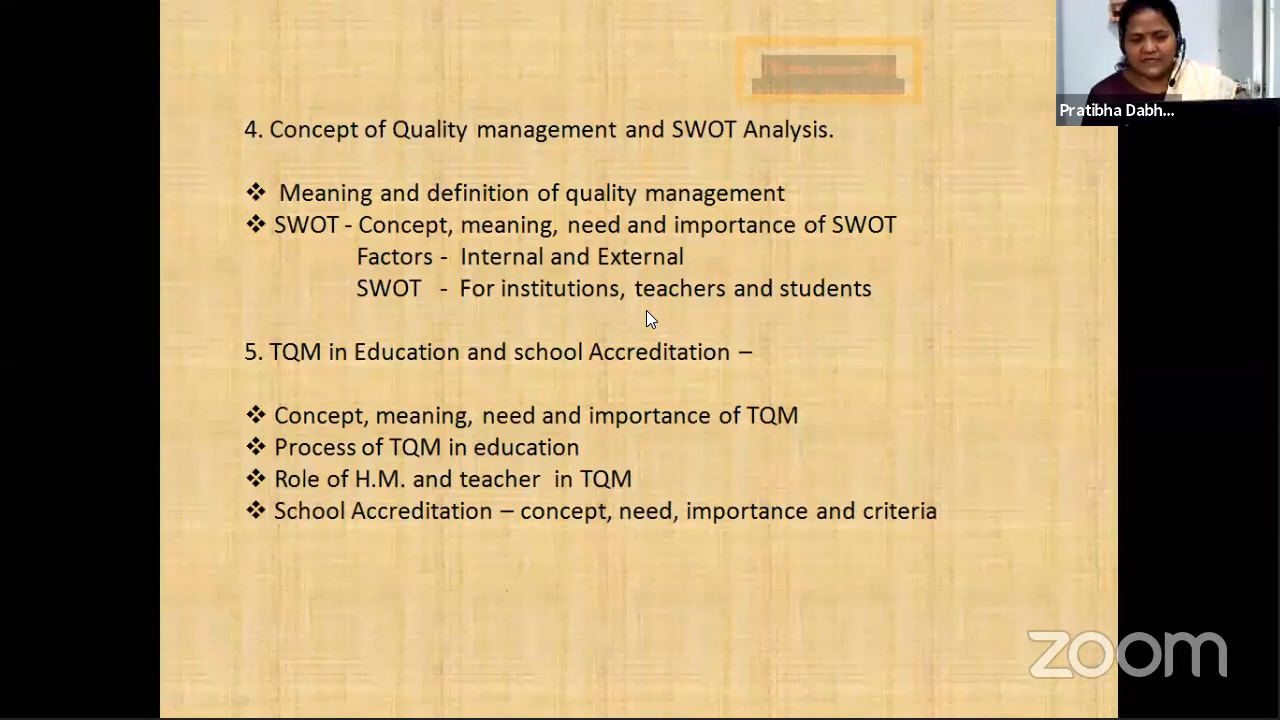 Pratibha Dabh...
4. Concept of Quality management and SWOT Analysis.
❖ Meaning and definition of quality management
❖ SWOT - Concept, meaning, need and importance of SWOT
Factors - Internal and External
SWOT - For institutions, teachers and students
5. TQM in Education and school Accreditation –
❖ Concept, meaning, need and importance of TQM
❖ Process of TQM in education
❖ Role of H.M. and teacher in TQM
❖ School Accreditation – concept, need, importance and criteria
zoom